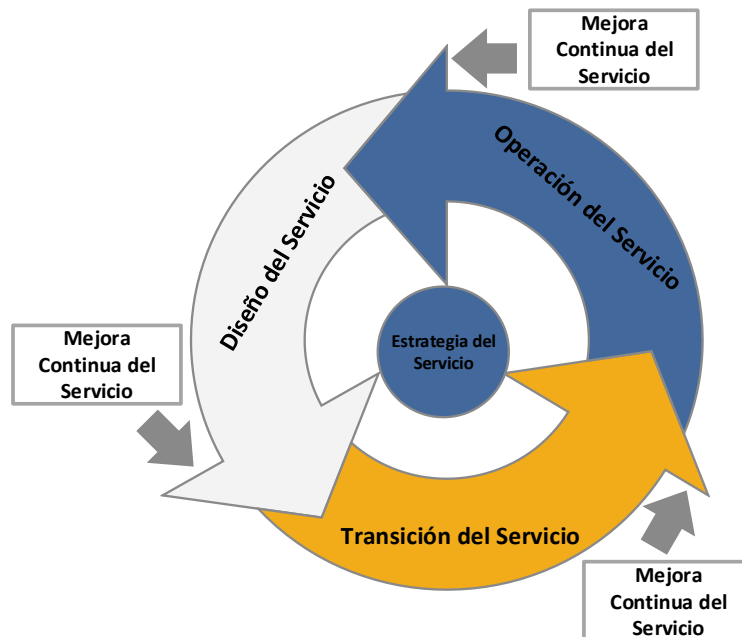 Mejora
Continua del
Servicio
Operación del Servicio
Diseño del Servicio
Estrategia del
Servicio
Mejora
Continua del
Servicio
Transición del Servicio
Mejora
Continua del
Servicio